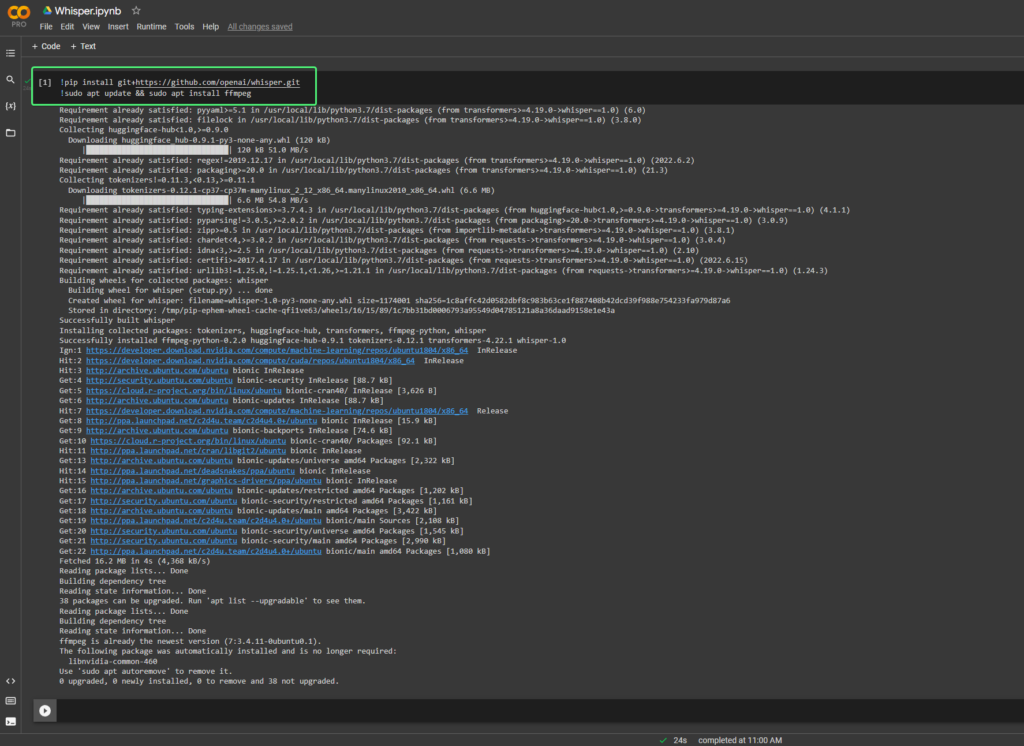 CO
PRO
Whisper.ipynb
File Edit View Insert Runtime Tools Help All changes saved
+ Code + Text
[1] !pip install git+https://github.com/openai/whisper.git
!sudo apt update && sudo apt install ffmpeg
Requirement already satisfied: pyyaml>=5.1 in /usr/local/lib/python3.7/dist-packages (from transformers>=4.19.0->whisper==1.0) (6.0)
Requirement already satisfied: filelock in /usr/local/lib/python3.7/dist-packages (from transformers>=4.19.0->whisper==1.0) (3.8.0)
Collecting huggingface-hub<1.0,>=0.9.0
Downloading huggingface_hub-0.9.1-py3-none-any.whl (120 kB)
| 120 kB 51.0 MB/s
Requirement already satisfied: regex!=2019.12.17 in /usr/local/lib/python3.7/dist-packages (from transformers>=4.19.0->whisper==1.0) (2022.6.2)
Requirement already satisfied: packaging>=20.0 in /usr/local/lib/python3.7/dist-packages (from transformers>=4.19.0->whisper==1.0) (21.3)
Collecting tokenizers!=0.11.3,<0.13,>=0.11.1
Downloading tokenizers-0.12.1-cp37-cp37m-manylinux_2_12_x86_64.manylinux2010_x86_64.whl (6.6 MB)
| 6.6 MB 54.8 MB/s
Requirement already satisfied: typing-extensions>=3.7.4.3 in /usr/local/lib/python3.7/dist-packages (from huggingface-hub<1.0,>=0.9.0->transformers>=4.19.0->whisper==1.0) (4.1.1)
Requirement already satisfied: pyparsing!=3.0.5,>=2.0.2 in /usr/local/lib/python3.7/dist-packages (from packaging>=20.0->transformers>=4.19.0->whisper==1.0) (3.0.9)
Requirement already satisfied: zipp>=0.5 in /usr/local/lib/python3.7/dist-packages (from importlib-metadata->transformers>=4.19.0->whisper==1.0) (3.8.1)
Requirement already satisfied: chardet<4,>=3.0.2 in /usr/local/lib/python3.7/dist-packages (from requests->transformers>=4.19.0->whisper==1.0) (3.0.4)
Requirement already satisfied: idna<3,>=2.5 in /usr/local/lib/python3.7/dist-packages (from requests->transformers>=4.19.0->whisper==1.0) (2.10)
Requirement already satisfied: certifi>=2017.4.17 in /usr/local/lib/python3.7/dist-packages (from requests->transformers>=4.19.0->whisper==1.0) (2022.6.15)
Requirement already satisfied: urllib3!=1.25.0,!=1.25.1,<1.26,>=1.21.1 in /usr/local/lib/python3.7/dist-packages (from requests->transformers>=4.19.0->whisper==1.0) (1.24.3)
Building wheels for collected packages: whisper
Building wheel for whisper (setup.py) ... done
Created wheel for whisper: filename=whisper-1.0-py3-none-any.whl size=1174001 sha256=1c8affc42d0582dbf8c983b63ce1f887408b42dcd39f988e754233fa979d87a6
Stored in directory: /tmp/pip-ephem-wheel-cache-qfi1ve63/wheels/16/15/89/1c7bb31bd0006793a95549d04785121a8a36daad9158e1e43a
Successfully built whisper
Installing collected packages: tokenizers, huggingface-hub, transformers, ffmpeg-python, whisper
Successfully installed ffmpeg-python-0.2.0 huggingface-hub-0.9.1 tokenizers-0.12.1 transformers-4.22.1 whisper-1.0
Ign:1 https://developer.download.nvidia.com/compute/machine-learning/repos/ubuntu1804/x86_64 InRelease
Hit:2 https://developer.download.nvidia.com/compute/cuda/repos/ubuntu1804/x86_64 InRelease
Hit:3 http://archive.ubuntu.com/ubuntu bionic InRelease
Get:4 http://security.ubuntu.com/ubuntu bionic-security InRelease [88.7 kB]
Get:5 https://cloud.r-project.org/bin/linux/ubuntu bionic-cran40/ InRelease [3,626 B]
Get:6 http://archive.ubuntu.com/ubuntu bionic-updates InRelease [88.7 kB]
Hit:7 https://developer.download.nvidia.com/compute/machine-learning/repos/ubuntu1804/x86_64 Release
Get:8 http://ppa.launchpad.net/c2d4u.team/c2d4u4.0+/ubuntu bionic InRelease [15.9 kB]
Get:9 http://archive.ubuntu.com/ubuntu bionic-backports InRelease [74.6 kB]
Get:10 https://cloud.r-project.org/bin/linux/ubuntu bionic-cran40/ Packages [92.1 kB]
Hit:11 http://ppa.launchpad.net/cran/libgit2/ubuntu bionic InRelease
Get:13 http://archive.ubuntu.com/ubuntu bionic-updates/universe amd64 Packages [2,322 kB]
Hit:14 http://ppa.launchpad.net/deadsnakes/ppa/ubuntu bionic InRelease
Hit:15 http://ppa.launchpad.net/graphics-drivers/ppa/ubuntu bionic InRelease
Get:16 http://archive.ubuntu.com/ubuntu bionic-updates/restricted amd64 Packages [1,202 kB]
Get:17 http://security.ubuntu.com/ubuntu bionic-security/restricted amd64 Packages [1,161 kB]
Get:18 http://archive.ubuntu.com/ubuntu bionic-updates/main amd64 Packages [3,422 kB]
Get:19 http://ppa.launchpad.net/c2d4u.team/c2d4u4.0+/ubuntu bionic/main Sources [2,108 kB]
Get:20 http://security.ubuntu.com/ubuntu bionic-security/universe amd64 Packages [1,545 kB]
Get:21 http://security.ubuntu.com/ubuntu bionic-security/main amd64 Packages [2,990 kB]
Get:22 http://ppa.launchpad.net/c2d4u.team/c2d4u4.0+/ubuntu bionic/main amd64 Packages [1,080 kB]
Fetched 16.2 MB in 4s (4,368 kB/s)
Reading package lists... Done
Building dependency tree
Reading state information... Done
38 packages can be upgraded. Run 'apt list --upgradable' to see them.
Reading package lists... Done
Building dependency tree
Reading state information... Done
ffmpeg is already the newest version (7:3.4.11-0ubuntu0.1).
The following package was automatically installed and is no longer required:
libnvidia-common-460
Use 'sudo apt autoremove' to remove it.
0 upgraded, 0 newly installed, 0 to remove and 38 not upgraded.
24s completed at 11:00 AM